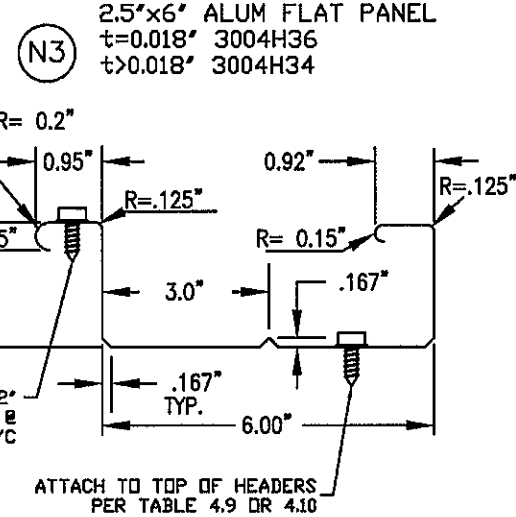 2.5"x6" ALUM FLAT PANEL
N3
t=0.018" 3004H36
t>0.018" 3004H34
R= 0.2"
0.95"
0.92"
R=.125"
R=.125"
5"
R= 0.15"
3.0"
.167"
.167"
TYP.
2"
@
/C
6.00"
ATTACH TO TOP OF HEADERS
PER TABLE 4.9 OR 4.10